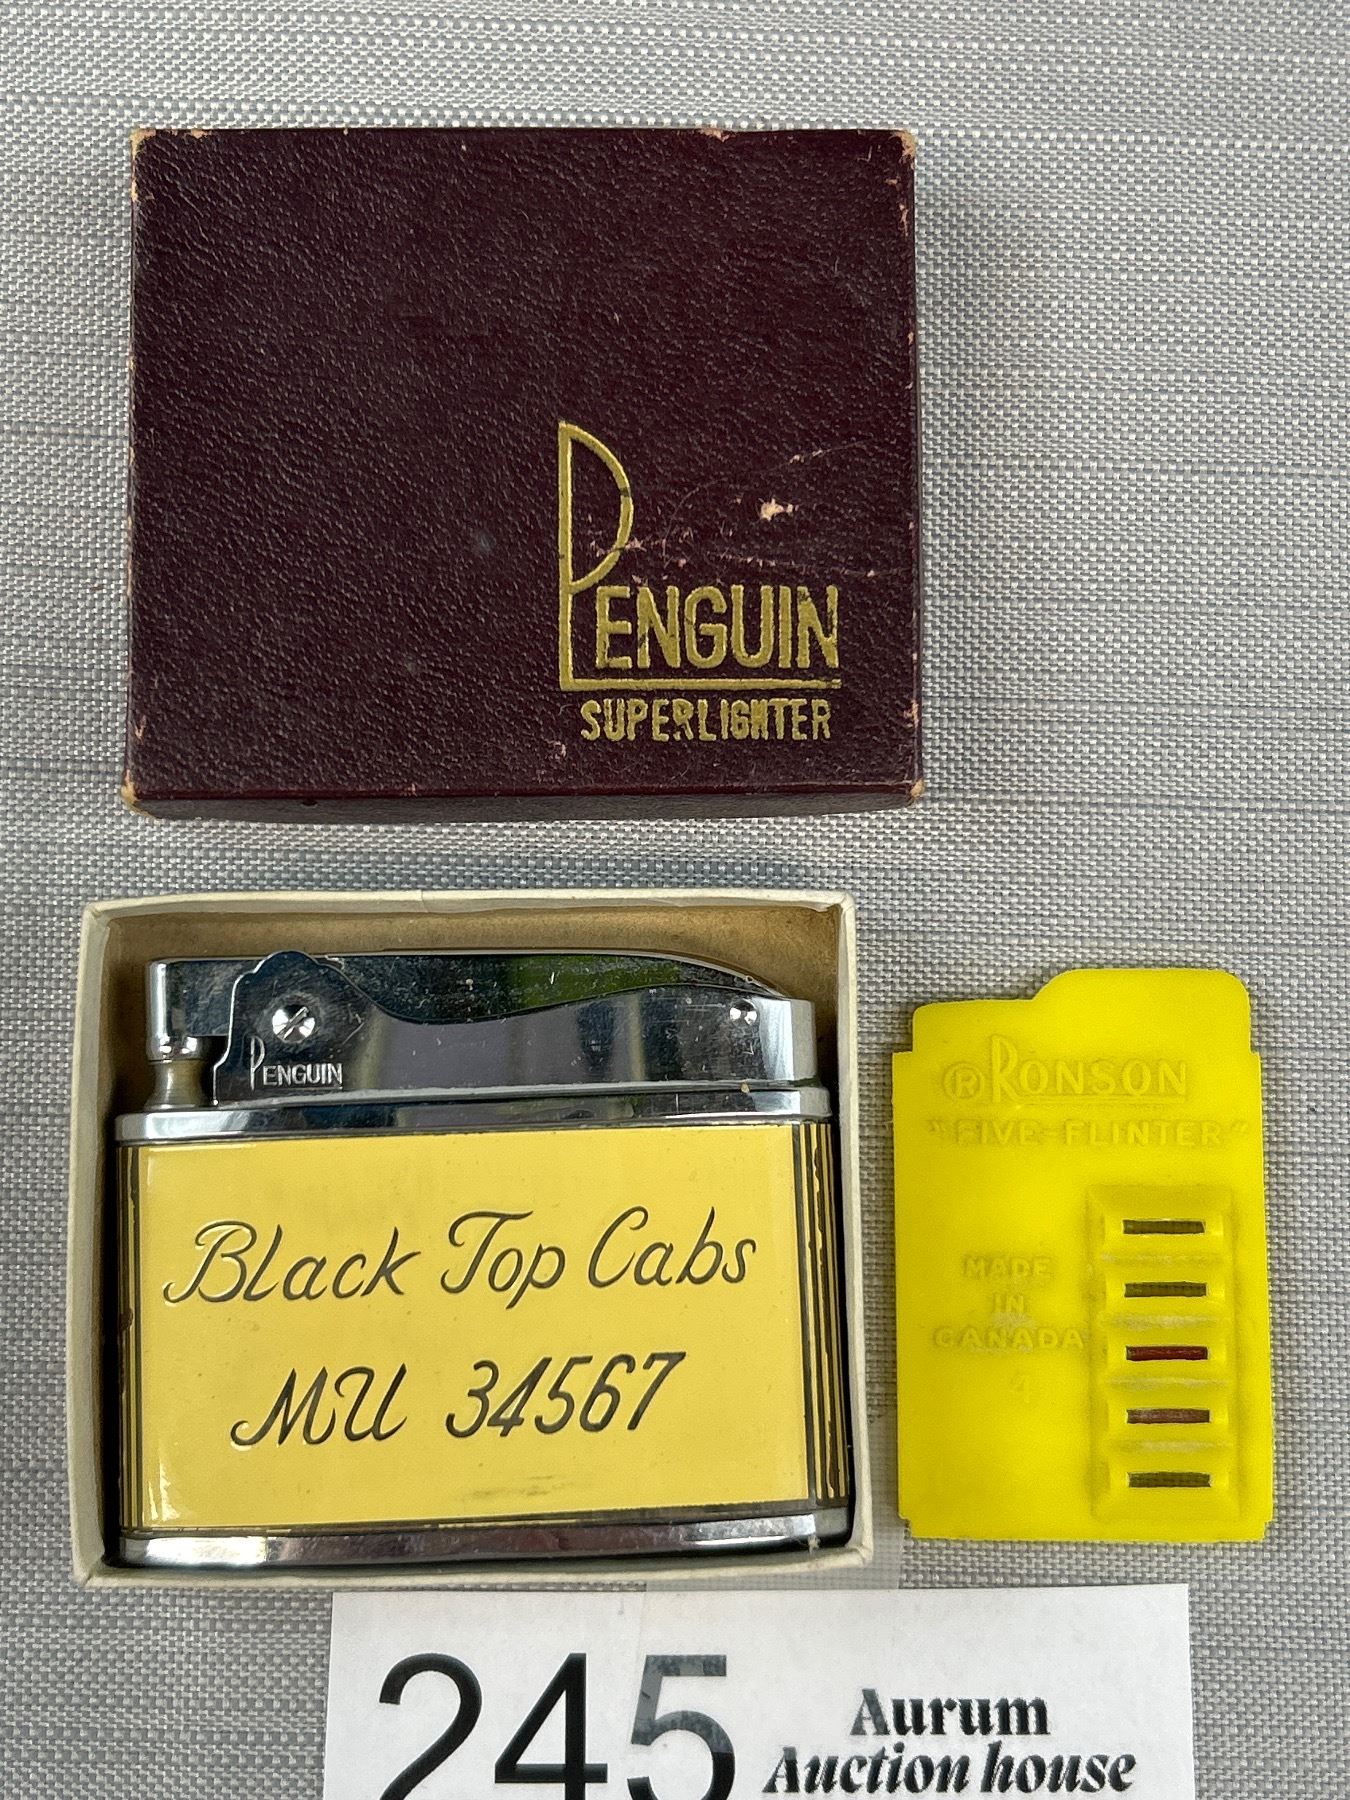 PENGUIN
SUPERLIGHTER
PENGUIN
Black Top Cabs
MU 34567
® RONSON
"FIVE-FLINTER"
MADE
IN
CANADA
4
245
Aurum
Auction house